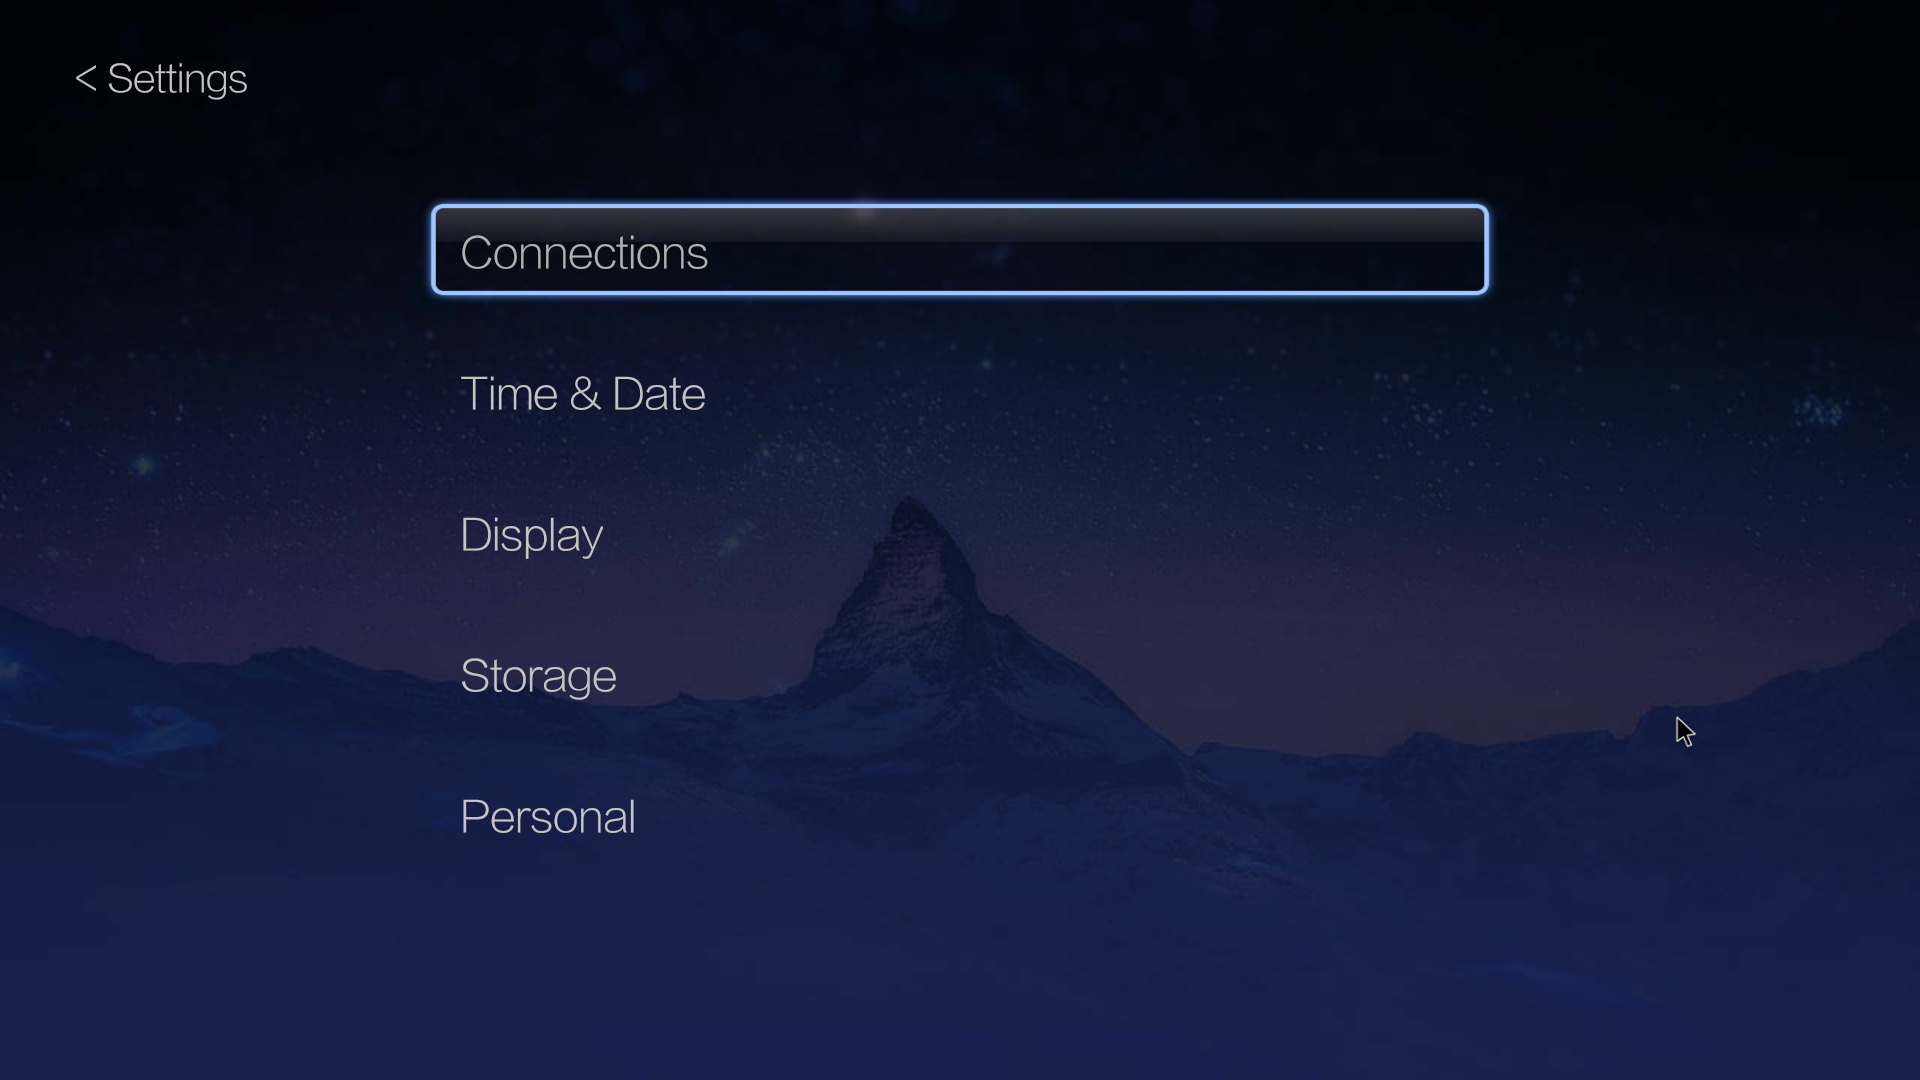 < Settings
Connections
Time & Date
Display
Storage
Personal